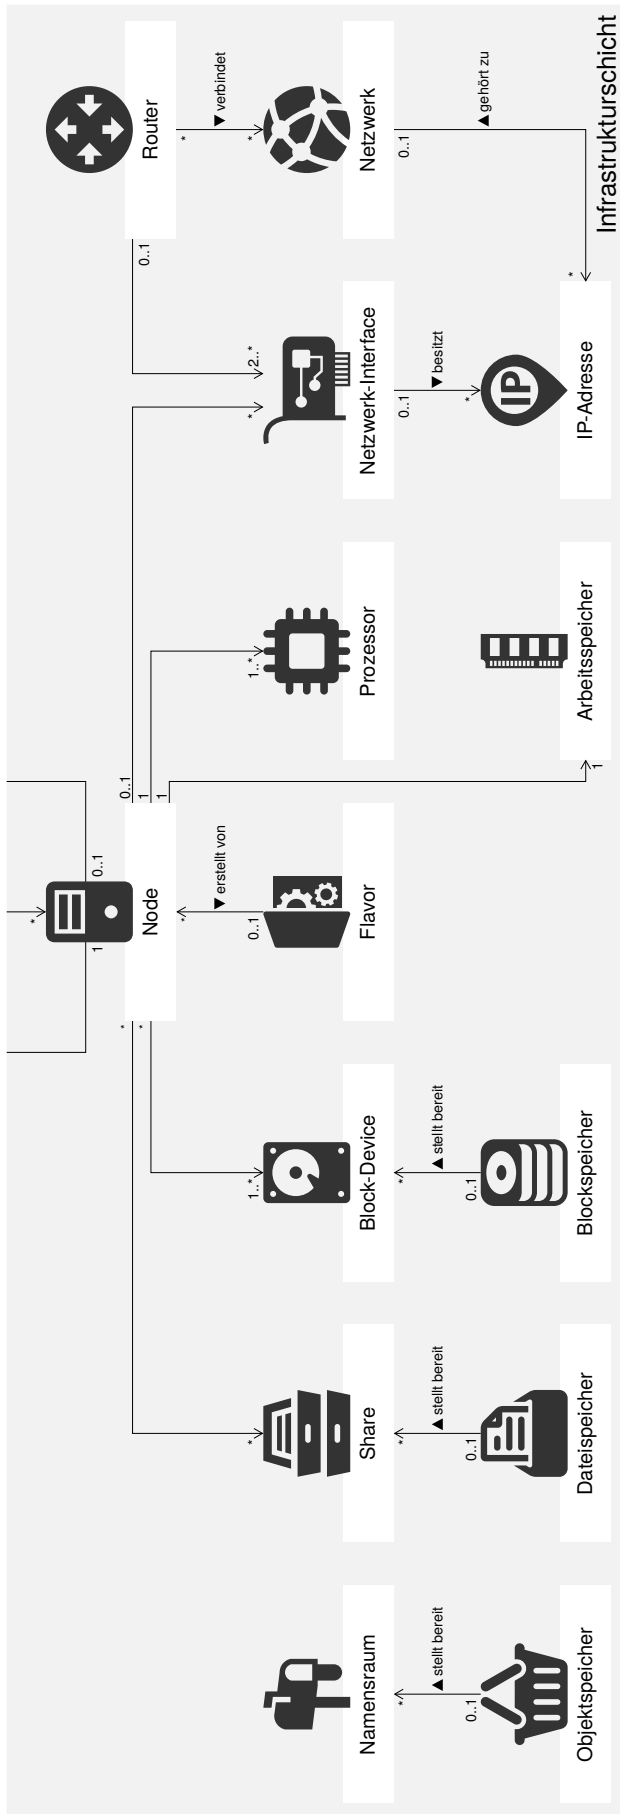 *
1
0..1
*
0..1
*
1
0..1
Node
Router
1
*
*
▼ erstellt von
▼ verbindet
*
1..*
0..1
1..*
*
2..*
*
Namensraum
Share
Block-Device
Flavor
Prozessor
Netzwerk-Interface
Netzwerk
*
*
*
0..1
0..1
▲ stellt bereit
▲ stellt bereit
▲ stellt bereit
▼ besitzt
▲ gehört zu
0..1
0..1
0..1
*
IP
*
Objektspeicher
Dateispeicher
Blockspeicher
Arbeitsspeicher
IP-Adresse
1
Infrastrukturschicht